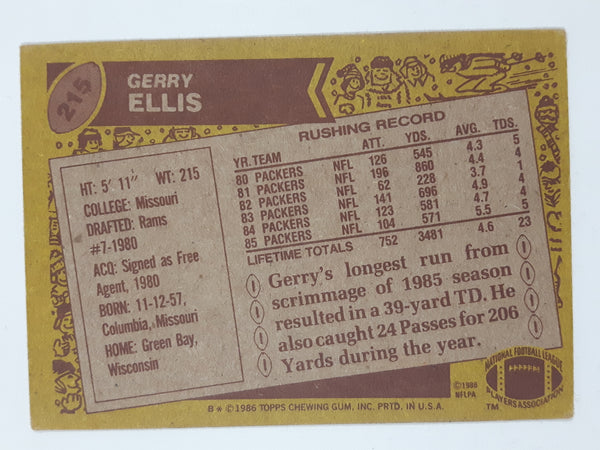 215
GERRY
ELLIS
HT: 5' 11" WT: 215
COLLEGE: Missouri
DRAFTED: Rams
#7-1980
ACQ: Signed as Free
Agent, 1980
BORN: 11-12-57,
Columbia, Missouri
HOME: Green Bay,
Wisconsin
RUSHING RECORD
YR. TEAM ATT. YDS. AVG. TDS.
80 PACKERS NFL 126 545 4.3 5
81 PACKERS NFL 196 860 4.4 4
82 PACKERS NFL 62 228 3.7 1
83 PACKERS NFL 141 696 4.9 4
84 PACKERS NFL 123 581 4.7 4
85 PACKERS NFL 104 571 5.5 5
LIFETIME TOTALS 752 3481 4.6 23
Gerry's longest run from
scrimmage of 1985 season
resulted in a 39-yard TD. He
also caught 24 Passes for 206
Yards during the year.
©1986
NFLPA
NATIONAL FOOTBALL LEAGUE
PLAYERS ASSOCIATION
TM
B * © 1986 TOPPS CHEWING GUM, INC. PRTD. IN U.S.A.